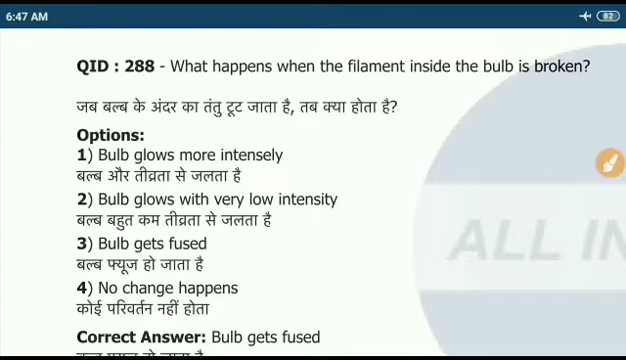 6:47 AM
82
QID : 288 - What happens when the filament inside the bulb is broken?
जब बल्ब के अंदर का तंतु टूट जाता है, तब क्या होता है?
Options:
1) Bulb glows more intensely
बल्ब और तीव्रता से जलता है
2) Bulb glows with very low intensity
बल्ब बहुत कम तीव्रता से जलता है
3) Bulb gets fused
बल्ब फ्यूज हो जाता है
4) No change happens
कोई परिवर्तन नहीं होता
ALL IN
Correct Answer: Bulb gets fused
बल्ब फ्यूज हो जाता है